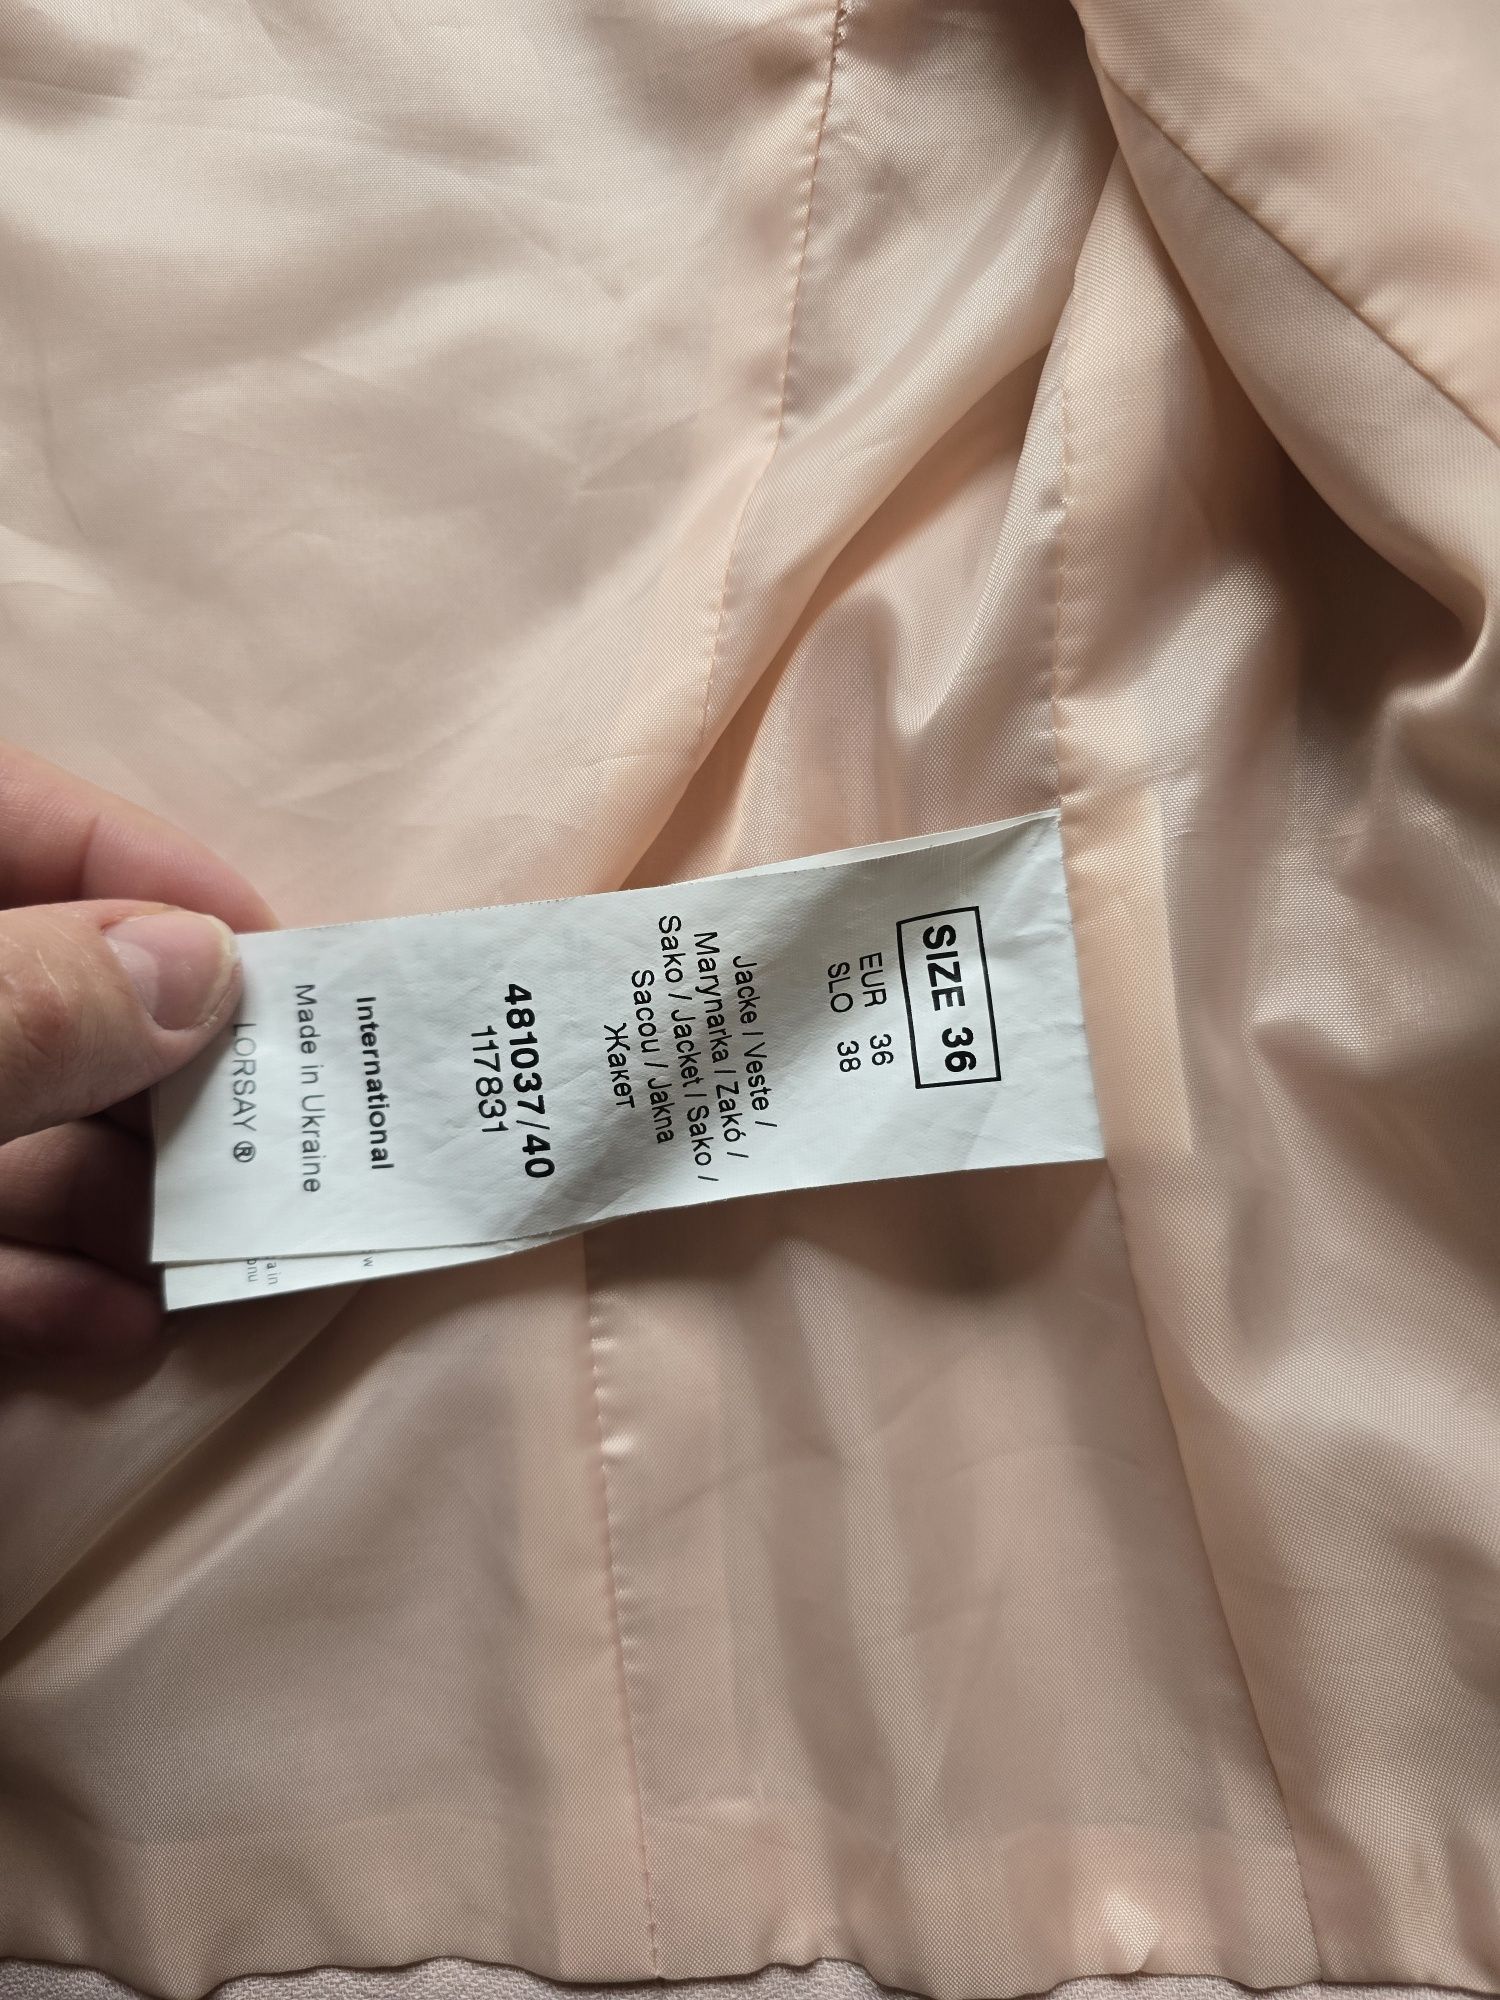 SIZE 36
EUR 36
SLO 38
Jacke / Veste /
Marynarka / Zakó /
Sako / Jacket / Sako /
Sacou / Jakna
Жакет
481037/40
117831
International
Made in Ukraine
ORSAY ®